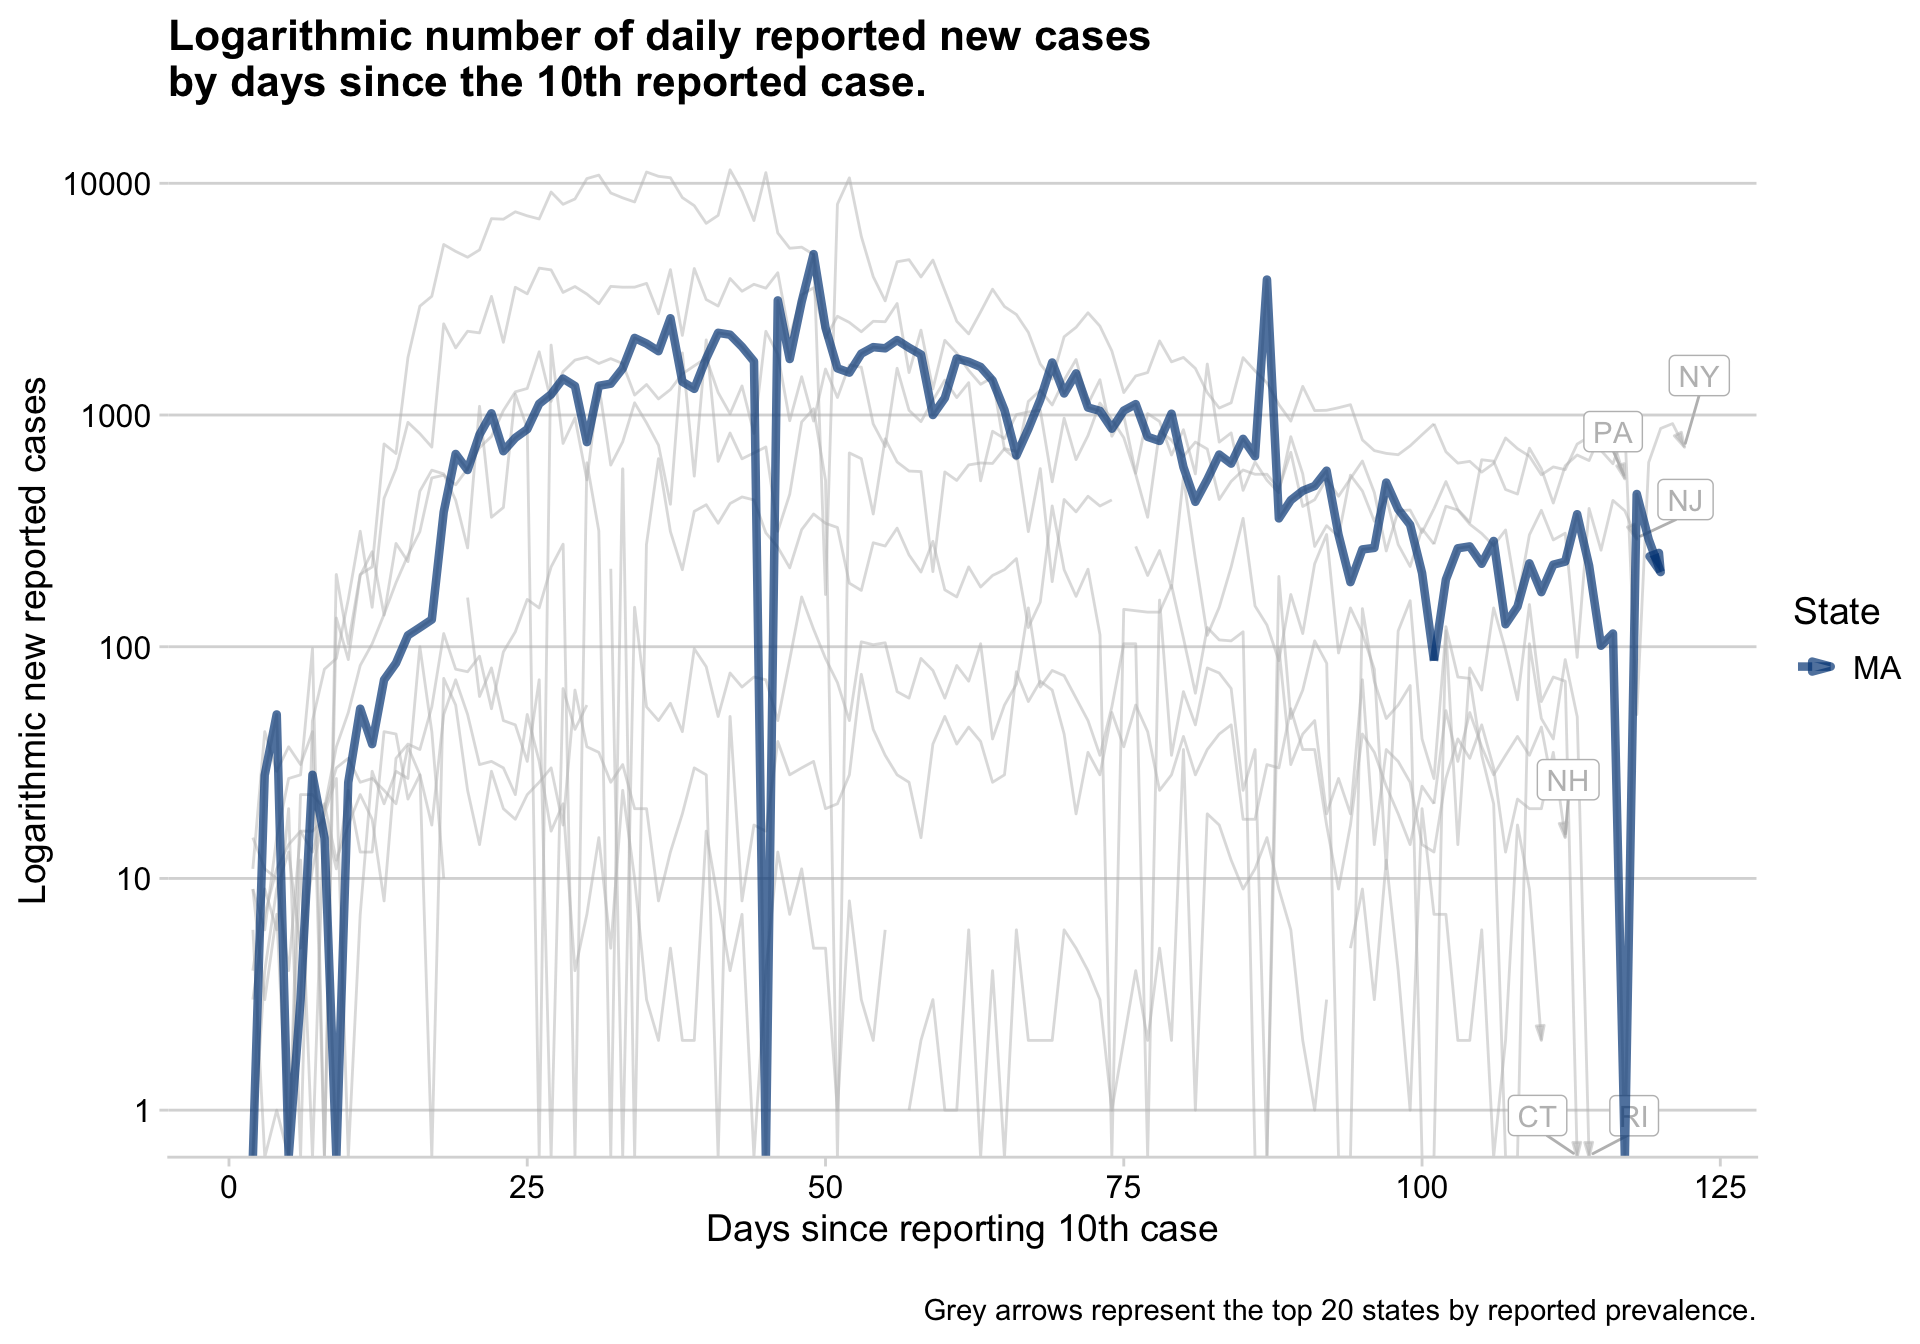 Logarithmic number of daily reported new cases
by days since the 10th reported case.
Logarithmic new reported cases
10000
1000
100
10
1
NY
PA
NJ
NH
CT
RI
State
MA
0
25
50
75
100
125
Days since reporting 10th case
Grey arrows represent the top 20 states by reported prevalence.